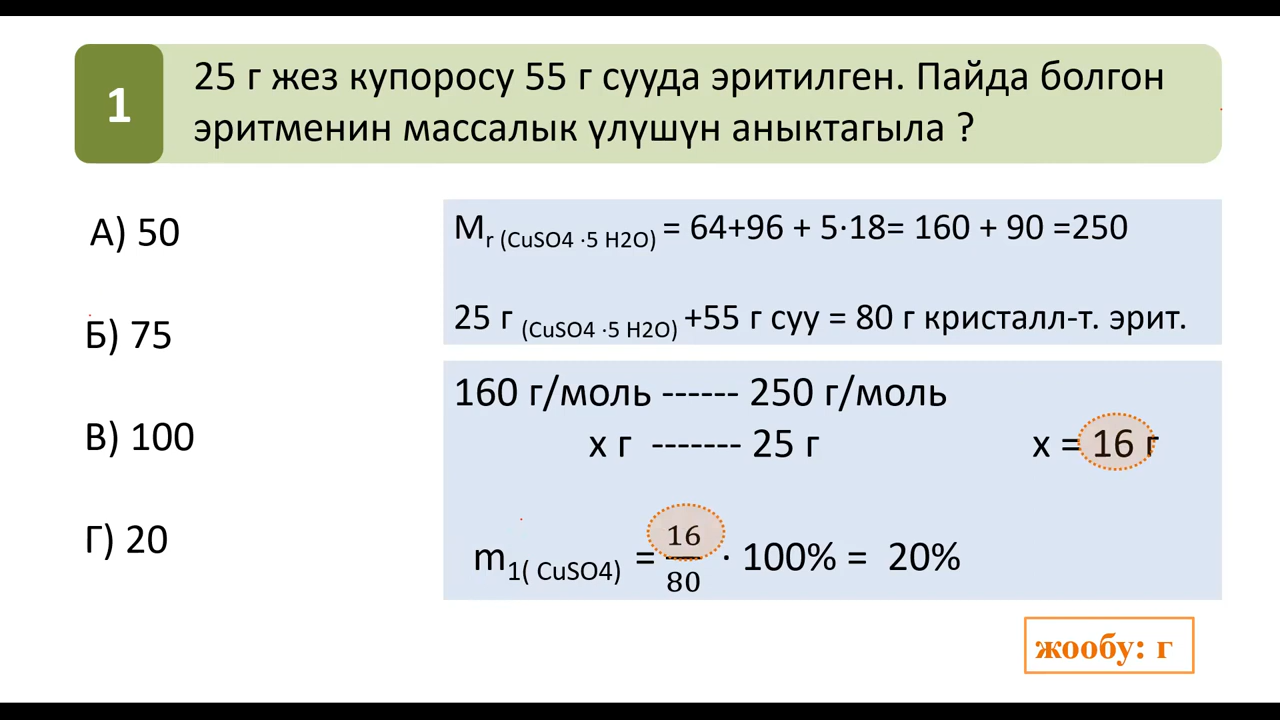 1
25 г жез купоросу 55 г сууда эритилген. Пайда болгон
эритменин массалык үлүшүн аныктагыла ?
А) 50
Б) 75
В) 100
Г) 20
Mr (CuSO4 ·5 H2O) = 64+96 + 5·18= 160 + 90 =250
25 г (CuSO4 ·5 H2O) +55 г суу = 80 г кристалл-т. эрит.
160 г/моль ------ 250 г/моль
х г ------- 25 г х = 16 г
m1( CuSO4) = 16/80 · 100% = 20%
жообу: г